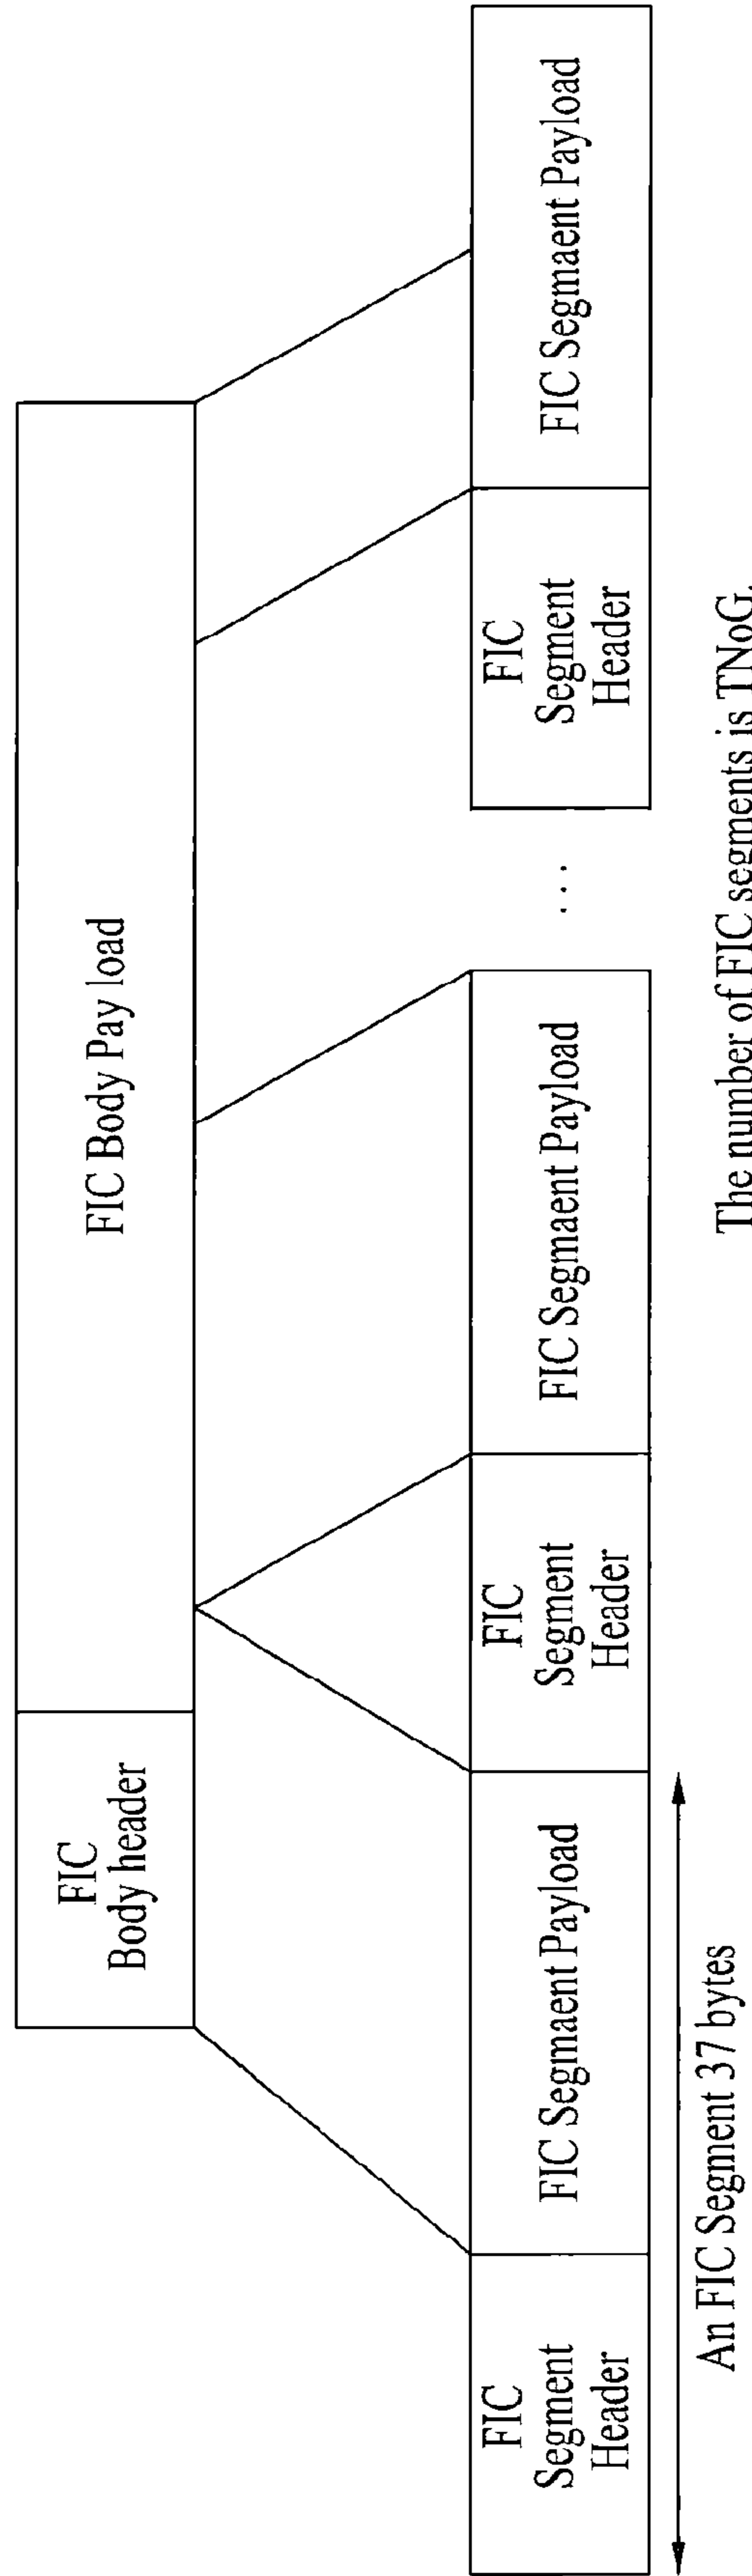 FIC
Body header
FIC Body Pay load
FIC
Segment
Header
FIC Segmaent Payload
FIC
Segment
Header
FIC Segmaent Payload
...
FIC
Segment
Header
FIC Segmaent Payload
An FIC Segment 37 bytes
The number of FIC segments is TNoG.